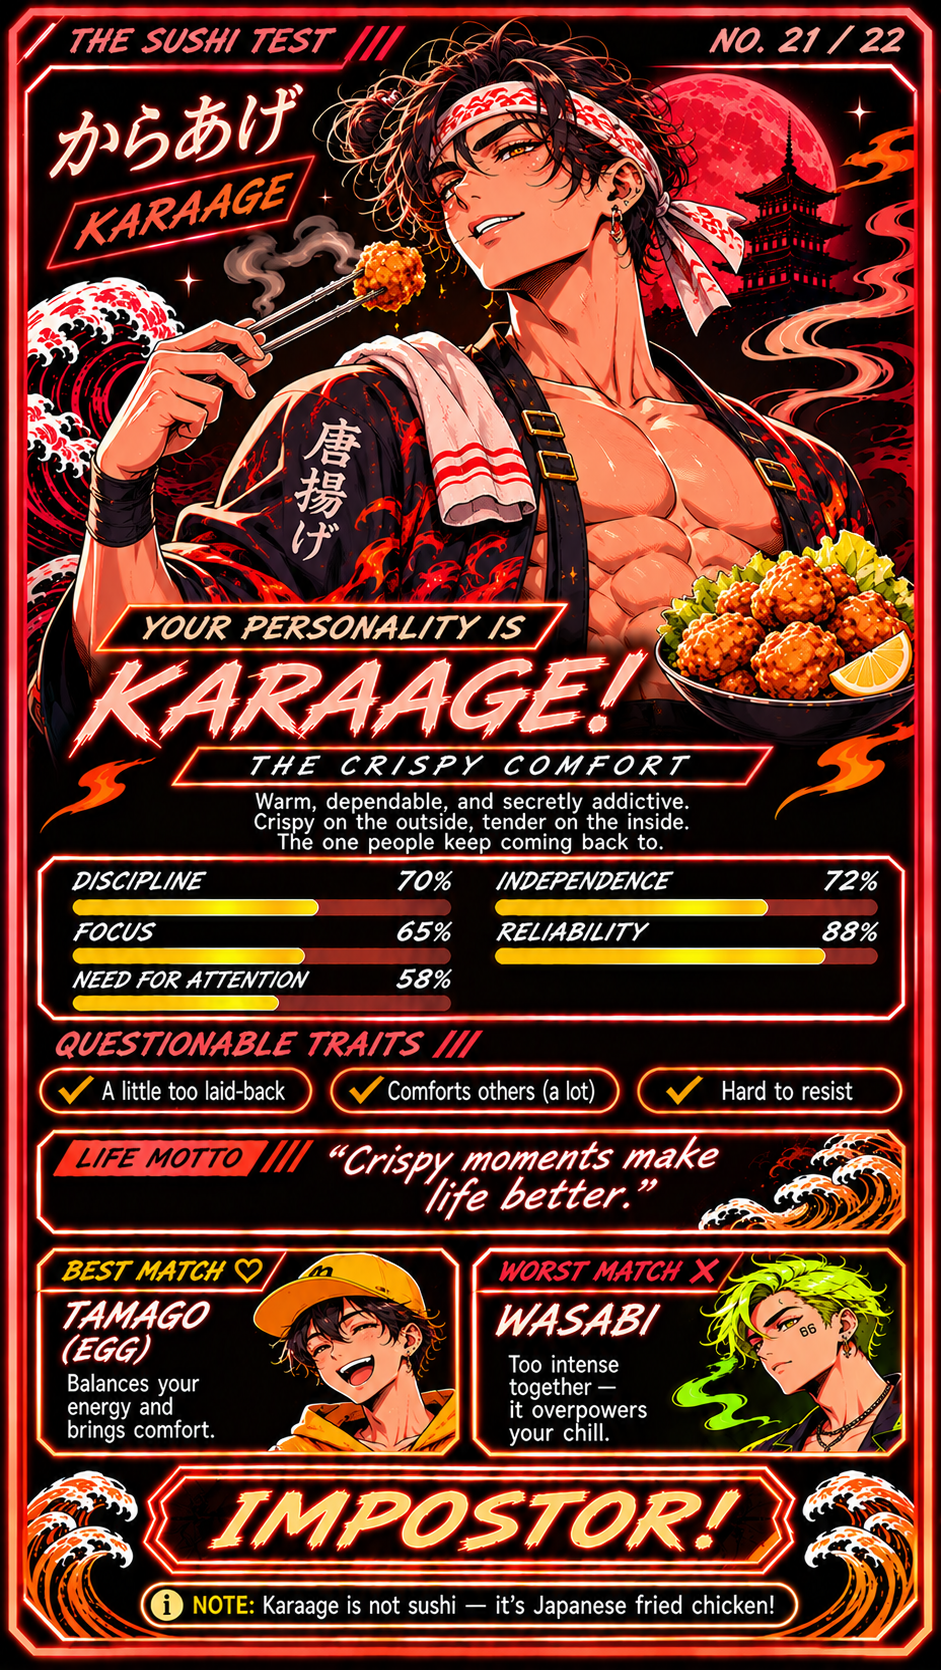 THE SUSHI TEST ///
NO. 21 / 22
からあげ
KARAAGE
唐揚げ
YOUR PERSONALITY IS
KARAAGE!
THE CRISPY COMFORT
Warm, dependable, and secretly addictive.
Crispy on the outside, tender on the inside.
The one people keep coming back to.
DISCIPLINE 70%
FOCUS 65%
NEED FOR ATTENTION 58%
INDEPENDENCE 72%
RELIABILITY 88%
QUESTIONABLE TRAITS ///
A little too laid-back
Comforts others (a lot)
Hard to resist
LIFE MOTTO ///
“Crispy moments make
life better.”
BEST MATCH
TAMAGO
(EGG)
Balances your
energy and
brings comfort.
WORST MATCH
WASABI
Too intense
together —
it overpowers
your chill.
66
IMPOSTOR!
i NOTE: Karaage is not sushi — it's Japanese fried chicken!